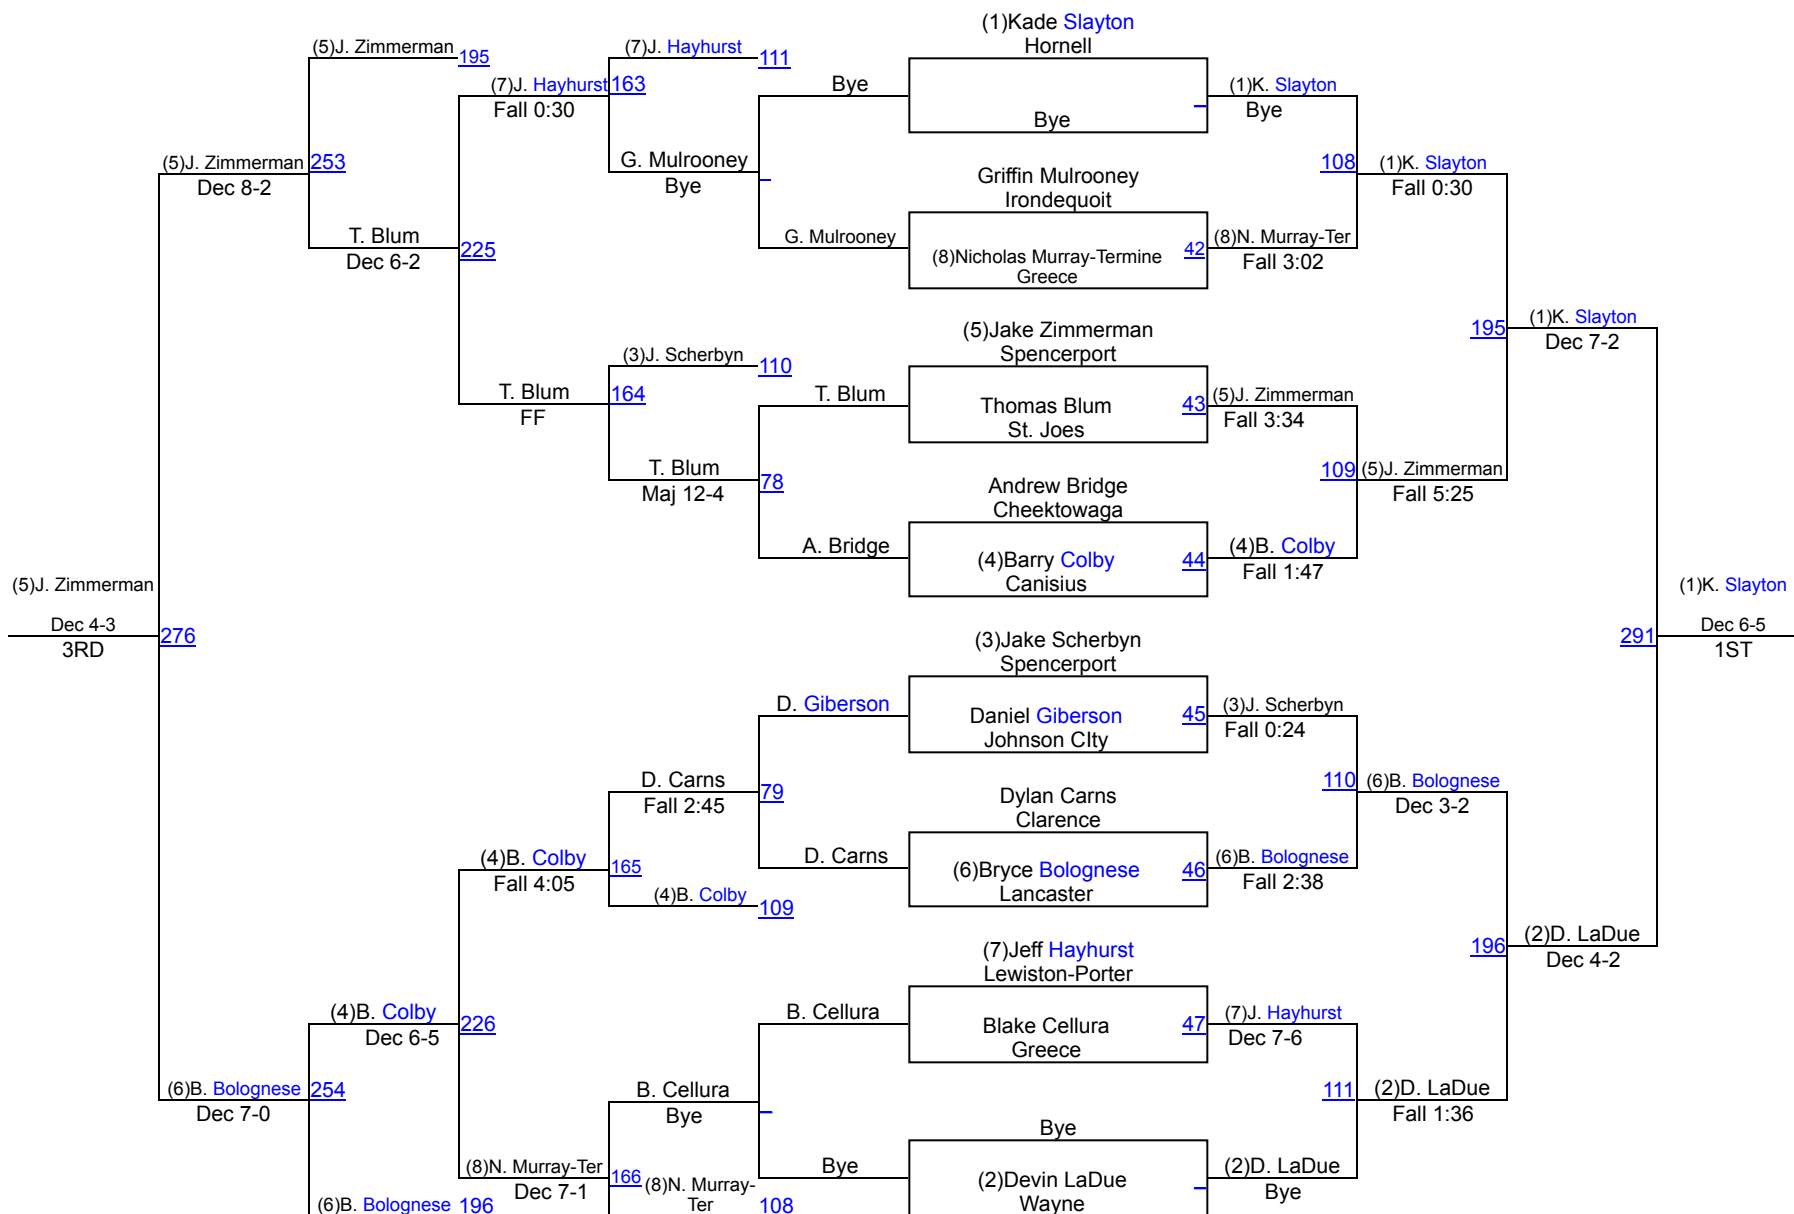 (1)Kade Slayton
Hornell
(5)J. Zimmerman
195
(7)J. Hayhurst
111
(7)J. Hayhurst
163
Fall 0:30
Bye
Bye
(1)K. Slayton
Bye
(5)J. Zimmerman
253
Dec 8-2
G. Mulrooney
Bye
Griffin Mulrooney
Irondequoit
108
(1)K. Slayton
Fall 0:30
T. Blum
Dec 6-2
225
G. Mulrooney
(8)Nicholas Murray-Termine
Greece
42
(8)N. Murray-Ter
Fall 3:02
(5)Jake Zimmerman
Spencerport
195
(1)K. Slayton
Dec 7-2
(3)J. Scherbyn
110
T. Blum
FF
164
T. Blum
Thomas Blum
St. Joes
43
(5)J. Zimmerman
Fall 3:34
T. Blum
Maj 12-4
78
Andrew Bridge
Cheektowaga
109
(5)J. Zimmerman
Fall 5:25
A. Bridge
(4)Barry Colby
Canisius
44
(4)B. Colby
Fall 1:47
(5)J. Zimmerman
Dec 4-3
3RD
276
(3)Jake Scherbyn
Spencerport
291
(1)K. Slayton
Dec 6-5
1ST
D. Giberson
Daniel Giberson
Johnson CIty
45
(3)J. Scherbyn
Fall 0:24
D. Carns
Fall 2:45
79
Dylan Carns
Clarence
110
(6)B. Bolognese
Dec 3-2
(4)B. Colby
Fall 4:05
165
D. Carns
(6)Bryce Bolognese
Lancaster
46
(6)B. Bolognese
Fall 2:38
(4)B. Colby
109
(7)Jeff Hayhurst
Lewiston-Porter
196
(2)D. LaDue
Dec 4-2
(4)B. Colby
Dec 6-5
226
B. Cellura
Blake Cellura
Greece
47
(7)J. Hayhurst
Dec 7-6
(6)B. Bolognese
Dec 7-0
254
B. Cellura
Bye
Bye
111
(2)D. LaDue
Fall 1:36
(8)N. Murray-Ter
Dec 7-1
166
(8)N. Murray-
Ter
108
Bye
(2)Devin LaDue
Wayne
(2)D. LaDue
Bye
(6)B. Bolognese
196